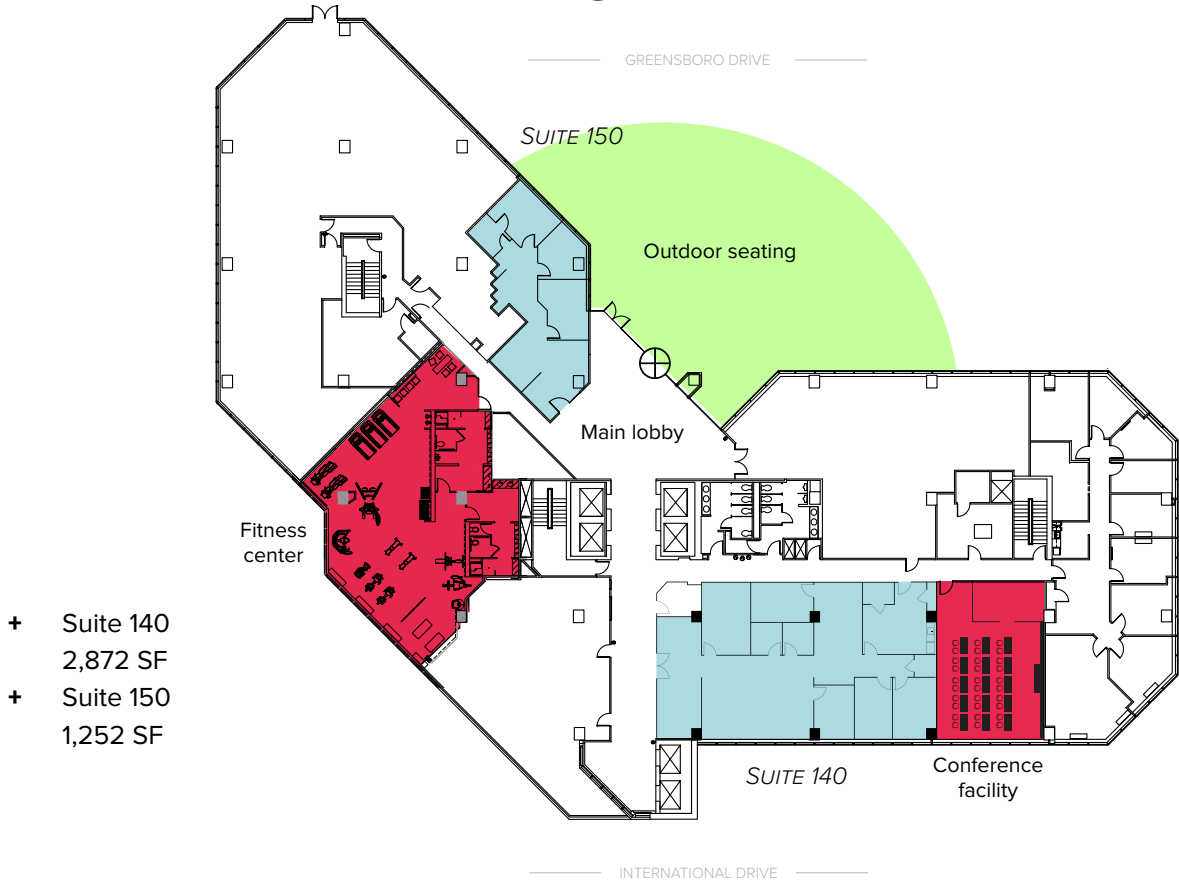 GREENSBORO DRIVE
SUITE 150
Outdoor seating
Main lobby
Fitness
center
+ Suite 140
2,872 SF
+ Suite 150
1,252 SF
SUITE 140
Conference
facility
INTERNATIONAL DRIVE